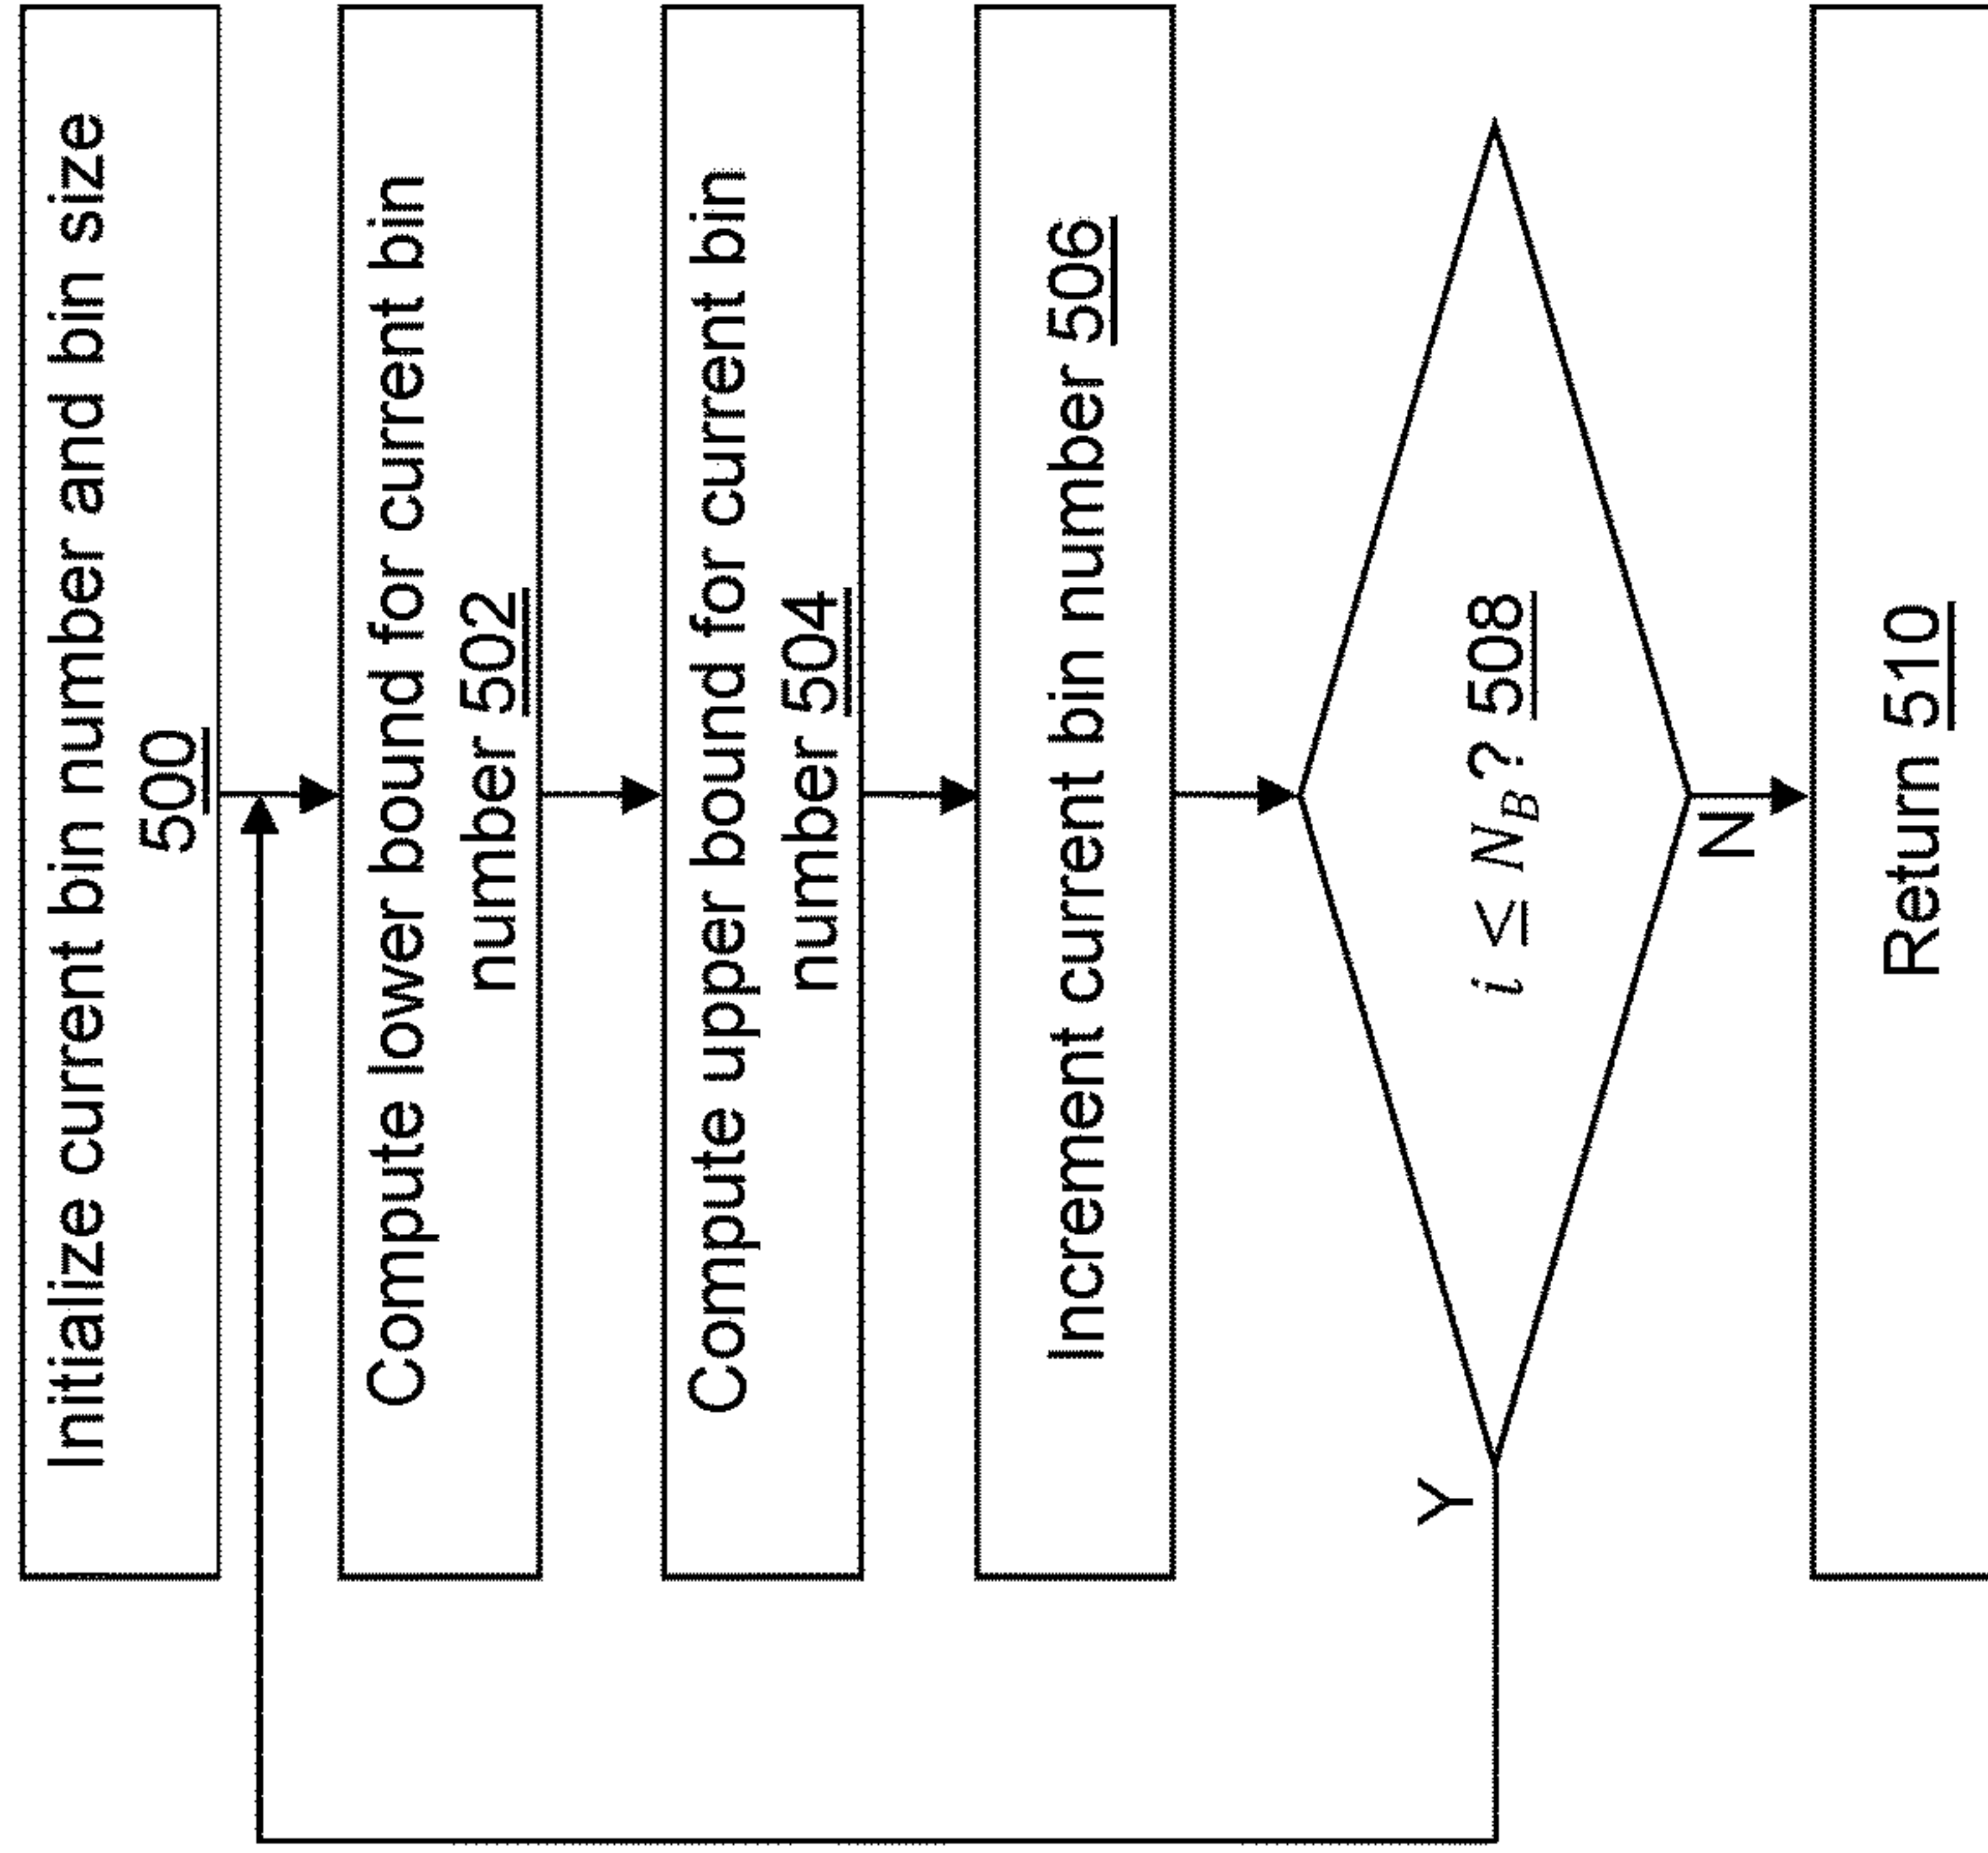 Initialize current bin number and bin size
500
Compute lower bound for current bin
number 502
Compute upper bound for current bin
number 504
Increment current bin number 506
i ≤ N_B? 508
Y
N
Return 510